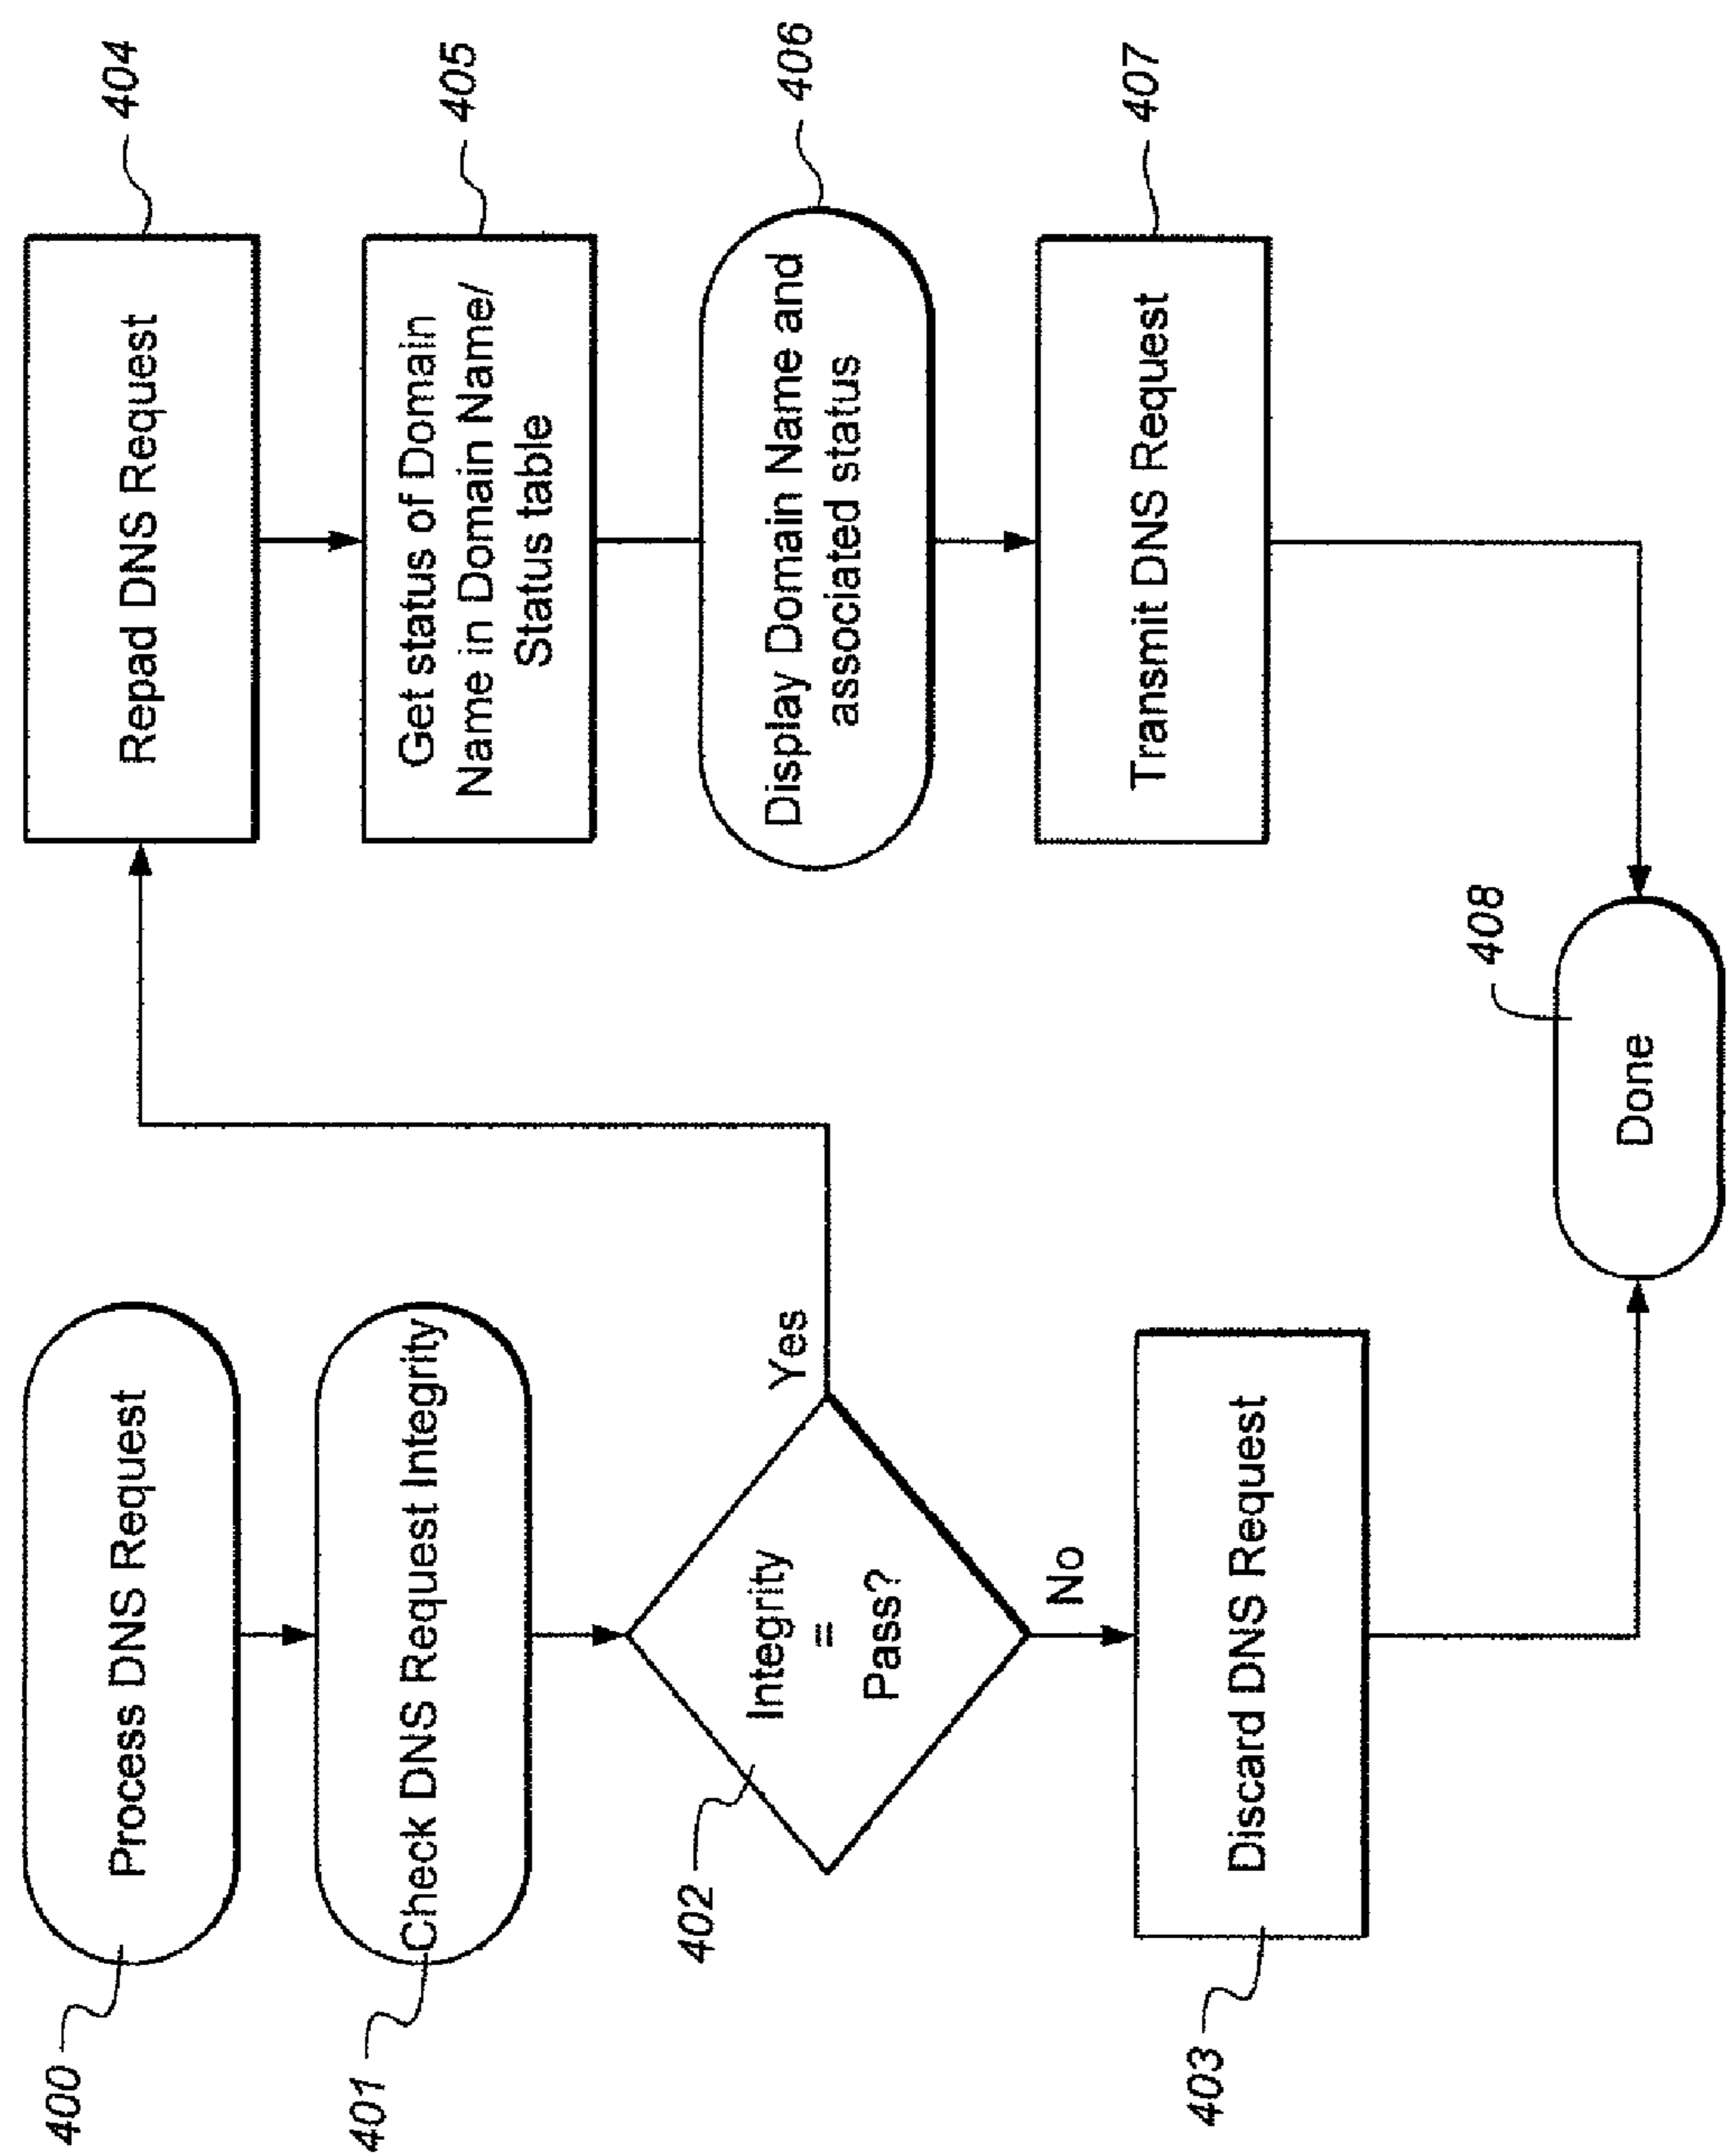 400
Process DNS Request
401
Check DNS Request Integrity
402
Integrity
=
Pass?
Yes
No
403
Discard DNS Request
404
Repad DNS Request
405
Get status of Domain
Name in Domain Name/
Status table
406
Display Domain Name and
associated status
407
Transmit DNS Request
408
Done